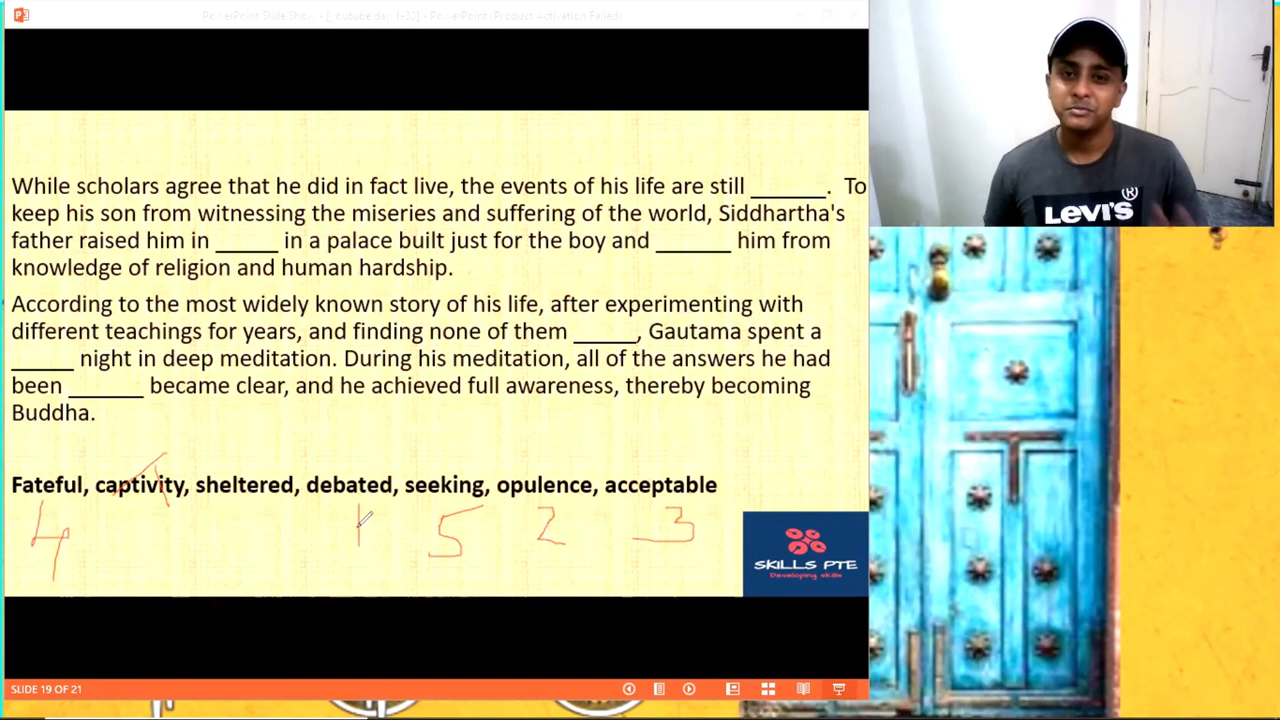 PowerPoint Slide Show - [youtube day 1-32] - PowerPoint (Product Activation Failed)
While scholars agree that he did in fact live, the events of his life are still _______. To
keep his son from witnessing the miseries and suffering of the world, Siddhartha's
father raised him in ______ in a palace built just for the boy and _______ him from
knowledge of religion and human hardship.
According to the most widely known story of his life, after experimenting with
different teachings for years, and finding none of them ______, Gautama spent a
______ night in deep meditation. During his meditation, all of the answers he had
been _______ became clear, and he achieved full awareness, thereby becoming
Buddha.
Fateful, captivity, sheltered, debated, seeking, opulence, acceptable
4 1 5 2 3
SKILLS PTE
Developing skills
SLIDE 19 OF 21
LEVI'S®